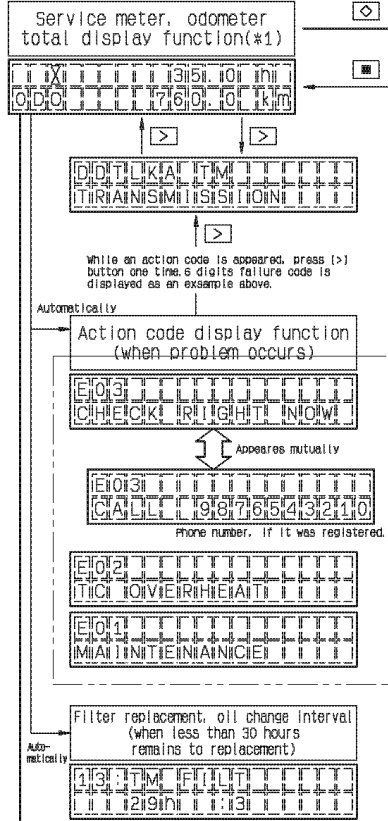 Service meter, odometer
total display function(*1)
◇
■
X 35.0 h
ODO 760.0 km
>
>
DDTLKA TM
TRANSMISSION
>
While an action code is appeared, press [>]
button one time.6 digits failure code is
displayed as an exsample above.
Automatically
Action code display function
(when problem occurs)
E03
CHECK RIGHT NOW
Appeares mutually
E03
CALL 9876543210
Phone number, if it was registered.
E02
TC OVERHEAT
E01
MAINTENANCE
Filter replacement, oil change interval
(when less than 30 hours
remains to replacement)
Auto-
matically
13:TM FILT
29h :3